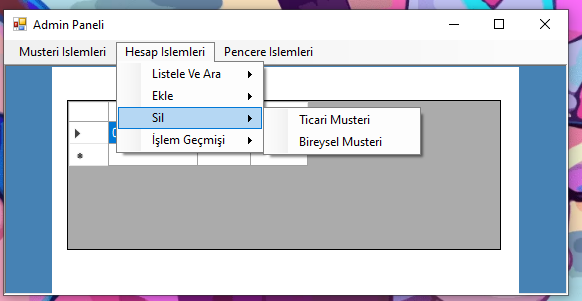 Admin Paneli
Musteri Islemleri Hesap Islemleri Pencere Islemleri
Listele Ve Ara
Ekle
Sil
Ticari Musteri
İşlem Geçmişi
Bireysel Musteri